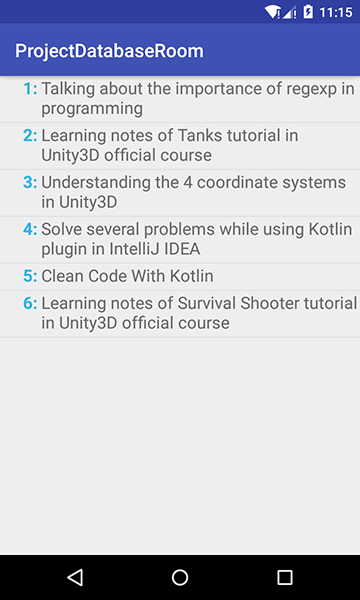 11:15
ProjectDatabaseRoom
1: Talking about the importance of regexp in
programming
2: Learning notes of Tanks tutorial in
Unity3D official course
3: Understanding the 4 coordinate systems
in Unity3D
4: Solve several problems while using Kotlin
plugin in IntelliJ IDEA
5: Clean Code With Kotlin
6: Learning notes of Survival Shooter tutorial
in Unity3D official course